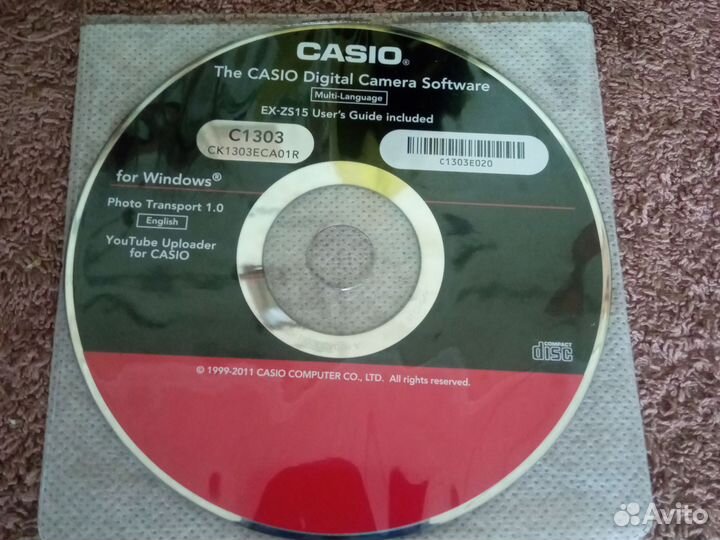 CASIO®
The CASIO Digital Camera Software
Multi-Language
EX-ZS15 User's Guide included
C1303
CK1303ECA01R
C1303E020
for Windows®
Photo Transport 1.0
English
YouTube Uploader
for CASIO
COMPACT
disc
© 1999-2011 CASIO COMPUTER CO., LTD. All rights reserved.
Avito